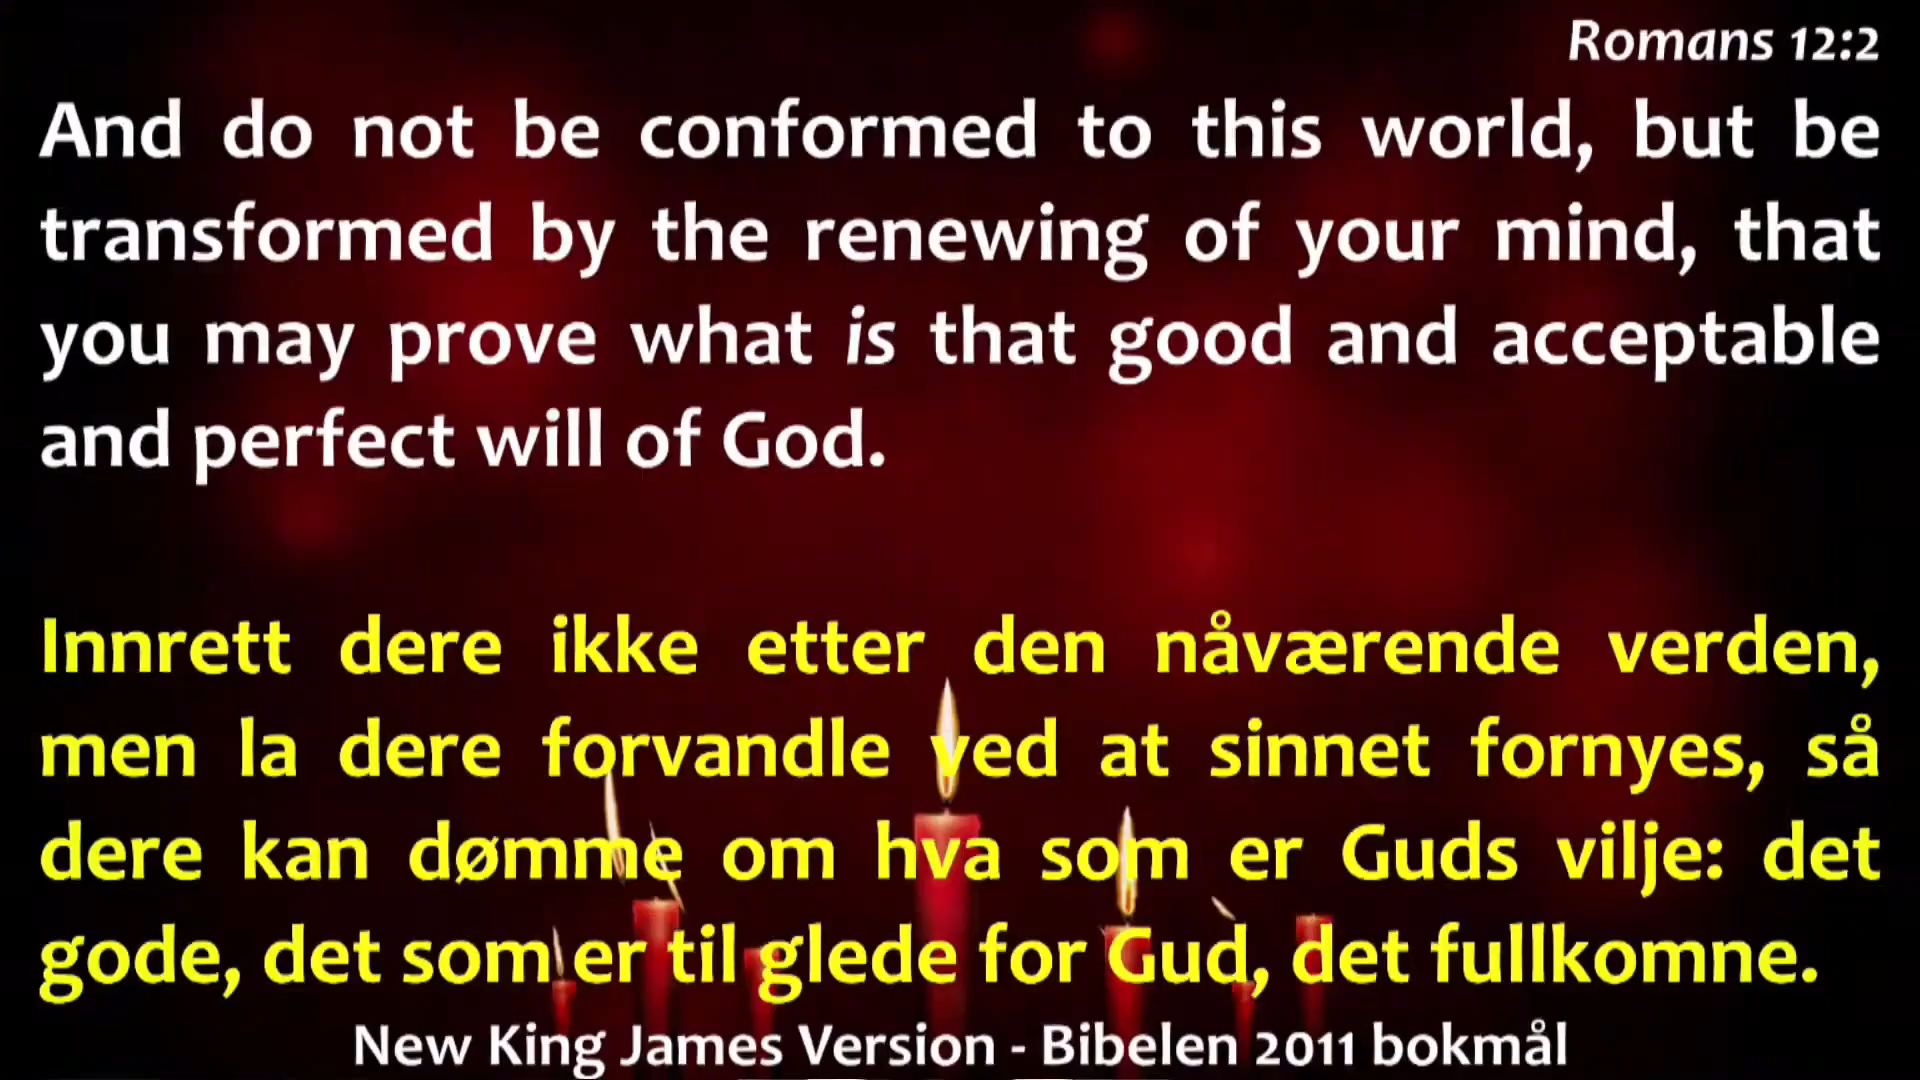 Romans 12:2
And do not be conformed to this world, but be
transformed by the renewing of your mind, that
you may prove what is that good and acceptable
and perfect will of God.
Innrett dere ikke etter den nåværende verden,
men la dere forvandle ved at sinnet fornyes, så
dere kan dømme om hva som er Guds vilje: det
gode, det som er til glede for Gud, det fullkomne.
New King James Version - Bibelen 2011 bokmål